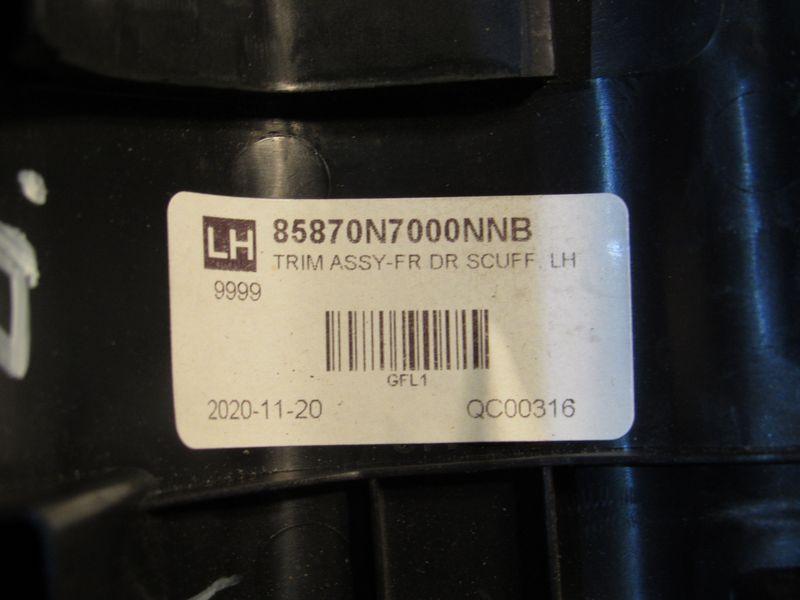 LH 85870N7000NNB
TRIM ASSY-FR DR SCUFF, LH
9999
GFL1
2020-11-20 QC00316